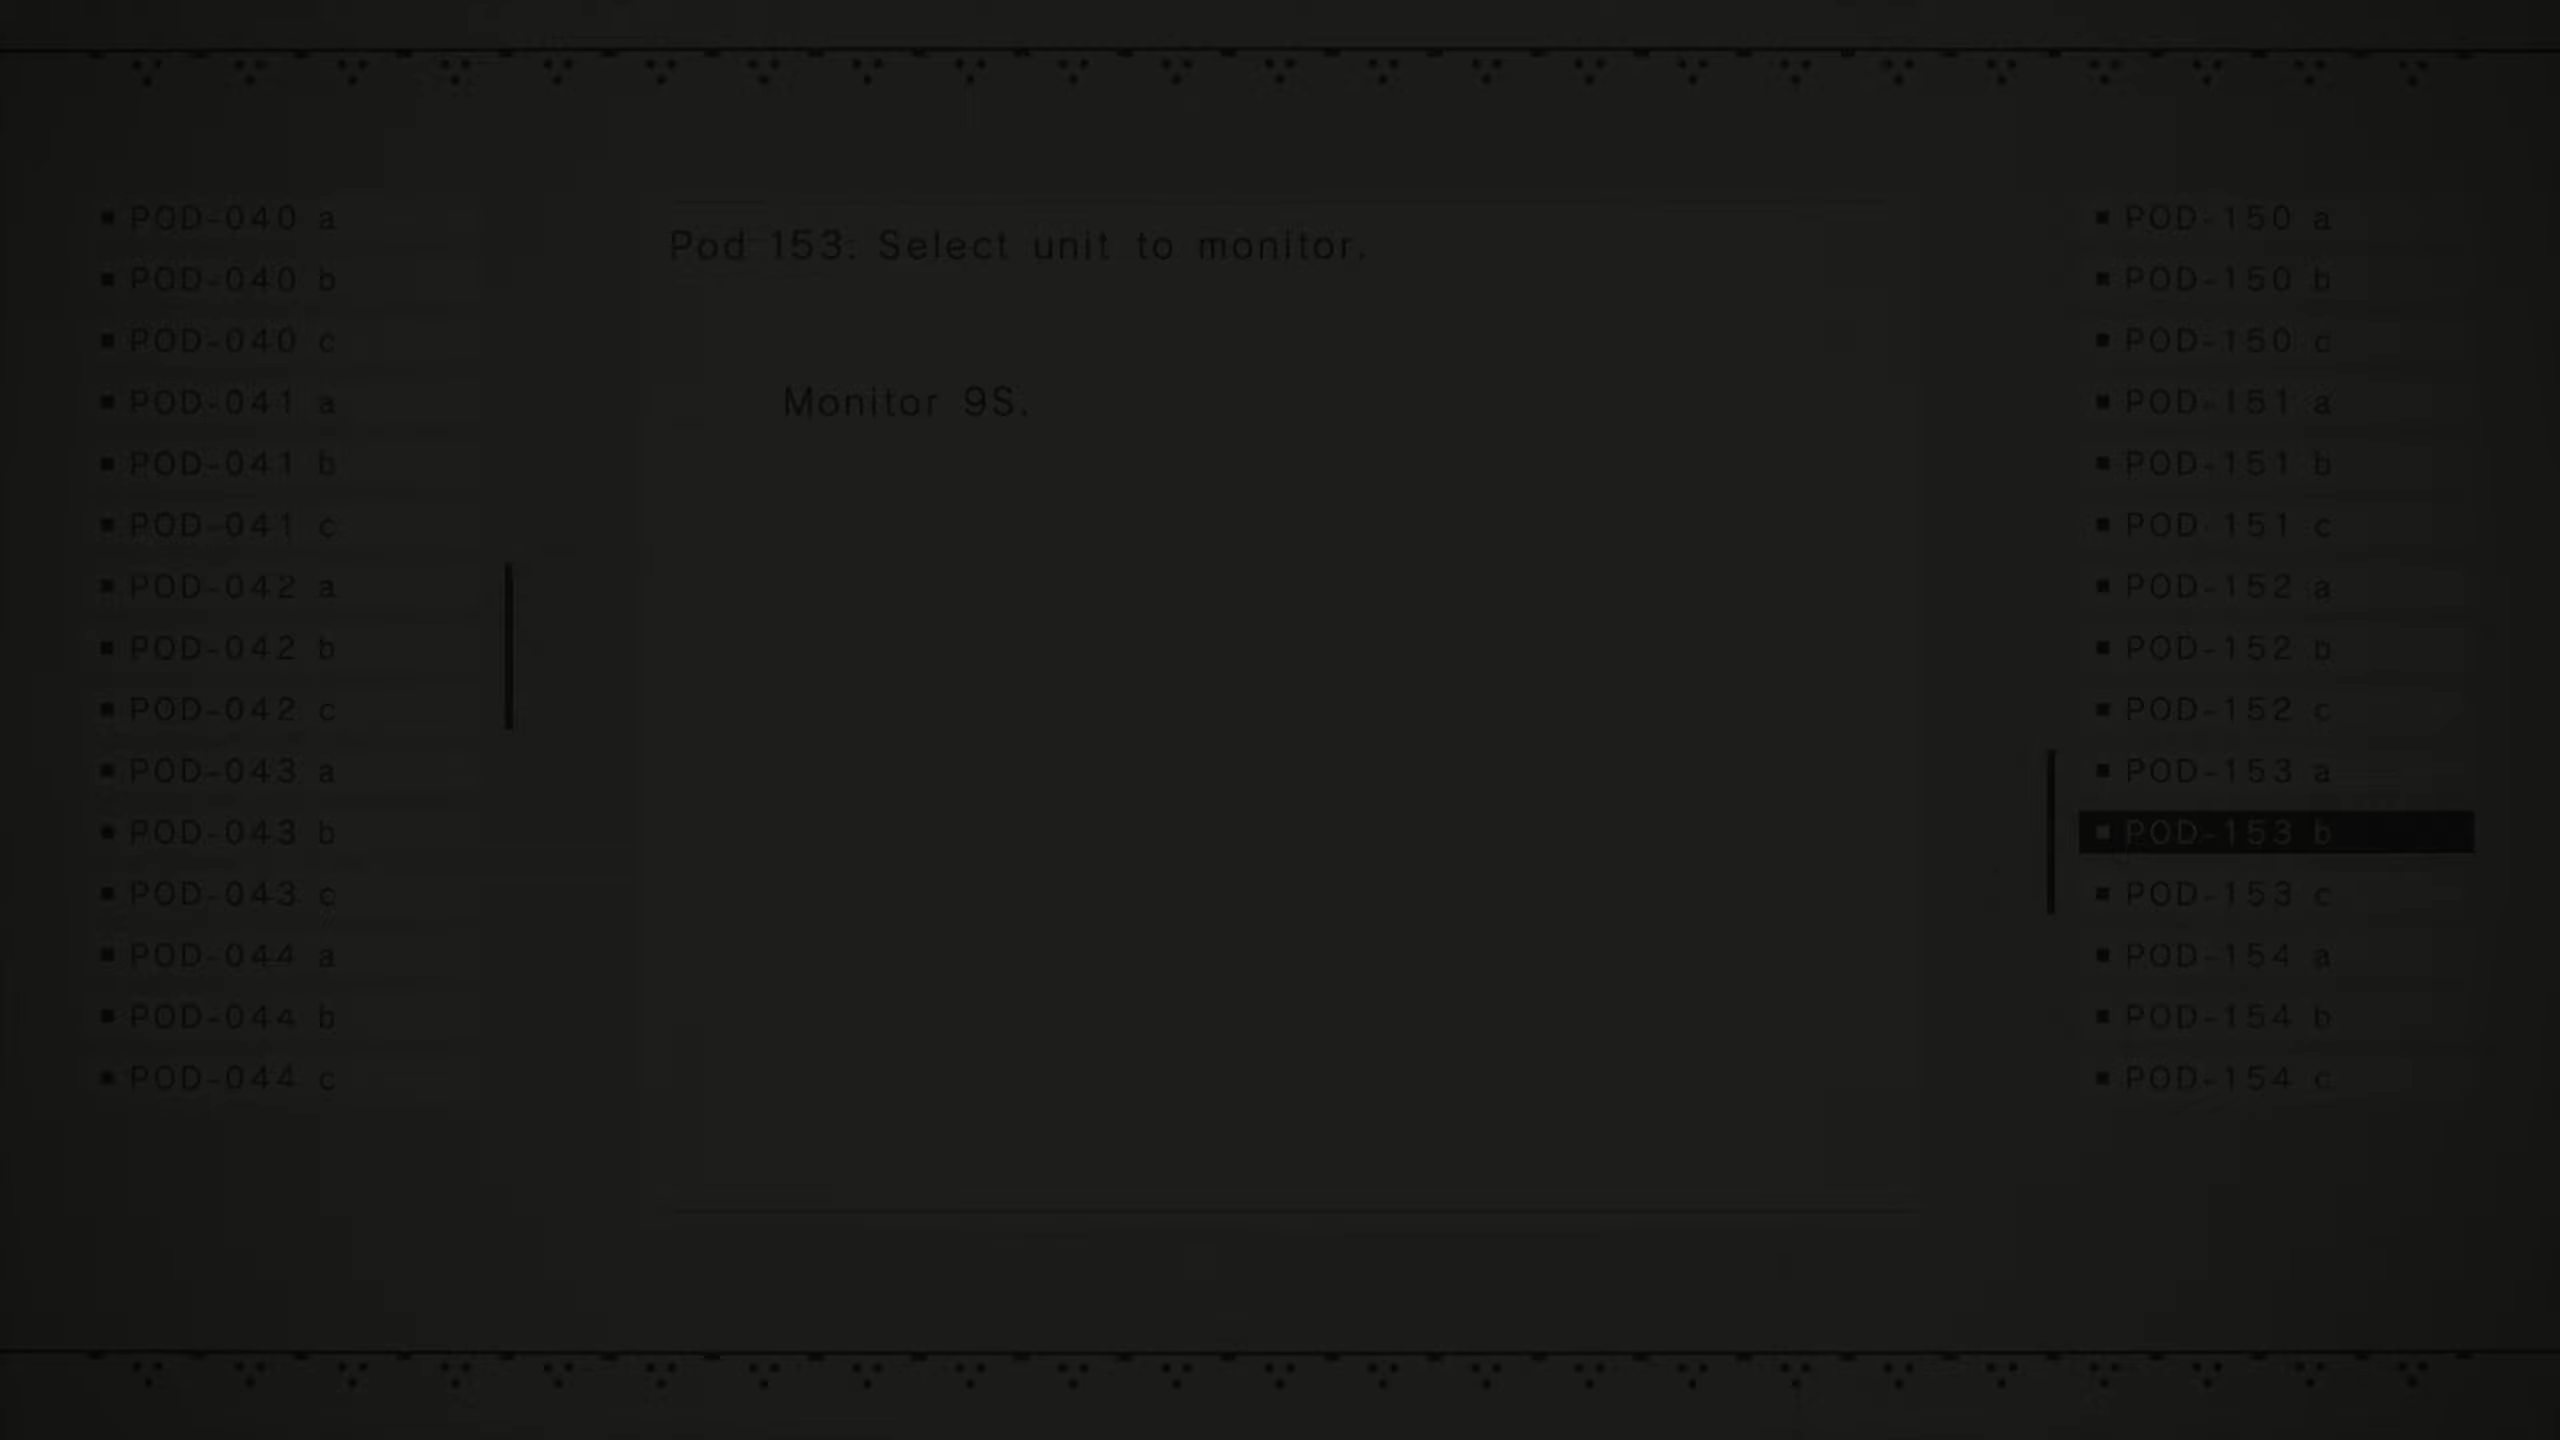 POD-040 a
POD-040 b
POD-040 c
POD-041 a
POD-041 b
POD-041 c
POD-042 a
POD-042 b
POD-042 c
POD-043 a
POD-043 b
POD-043 c
POD-044 a
POD-044 b
POD-044 c
Pod 153: Select unit to monitor.
Monitor 9S.
POD-150 a
POD-150 b
POD-150 c
POD-151 a
POD-151 b
POD-151 c
POD-152 a
POD-152 b
POD-152 c
POD-153 a
POD-153 b
POD-153 c
POD-154 a
POD-154 b
POD-154 c